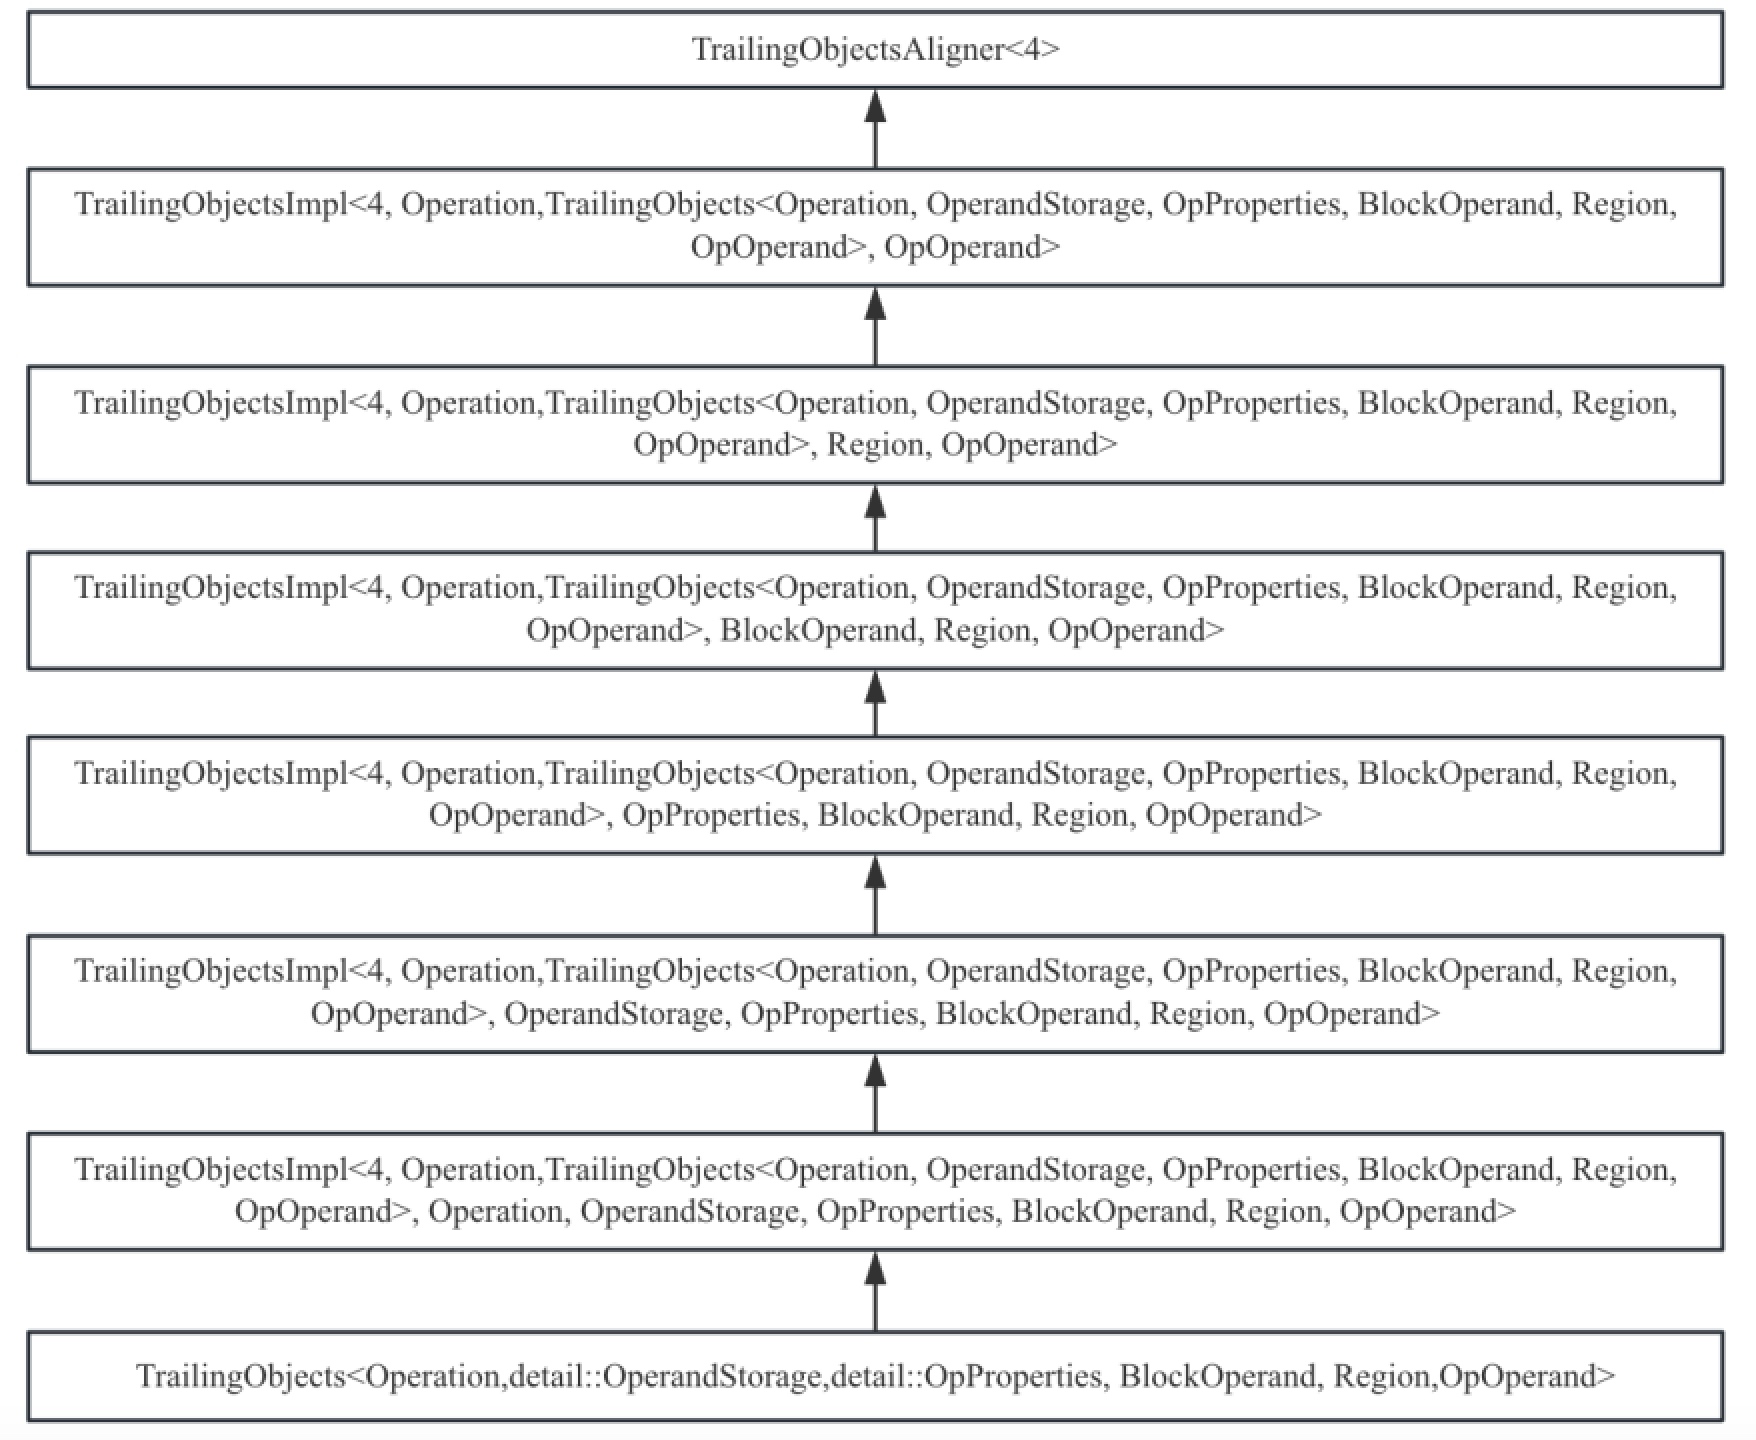 TrailingObjectsAligner<4>
TrailingObjectsImpl<4, Operation,TrailingObjects<Operation, OperandStorage, OpProperties, BlockOperand, Region,
OpOperand>, OpOperand>
TrailingObjectsImpl<4, Operation,TrailingObjects<Operation, OperandStorage, OpProperties, BlockOperand, Region,
OpOperand>, Region, OpOperand>
TrailingObjectsImpl<4, Operation,TrailingObjects<Operation, OperandStorage, OpProperties, BlockOperand, Region,
OpOperand>, BlockOperand, Region, OpOperand>
TrailingObjectsImpl<4, Operation,TrailingObjects<Operation, OperandStorage, OpProperties, BlockOperand, Region,
OpOperand>, OpProperties, BlockOperand, Region, OpOperand>
TrailingObjectsImpl<4, Operation,TrailingObjects<Operation, OperandStorage, OpProperties, BlockOperand, Region,
OpOperand>, OperandStorage, OpProperties, BlockOperand, Region, OpOperand>
TrailingObjectsImpl<4, Operation,TrailingObjects<Operation, OperandStorage, OpProperties, BlockOperand, Region,
OpOperand>, Operation, OperandStorage, OpProperties, BlockOperand, Region, OpOperand>
TrailingObjects<Operation,detail::OperandStorage,detail::OpProperties, BlockOperand, Region,OpOperand>